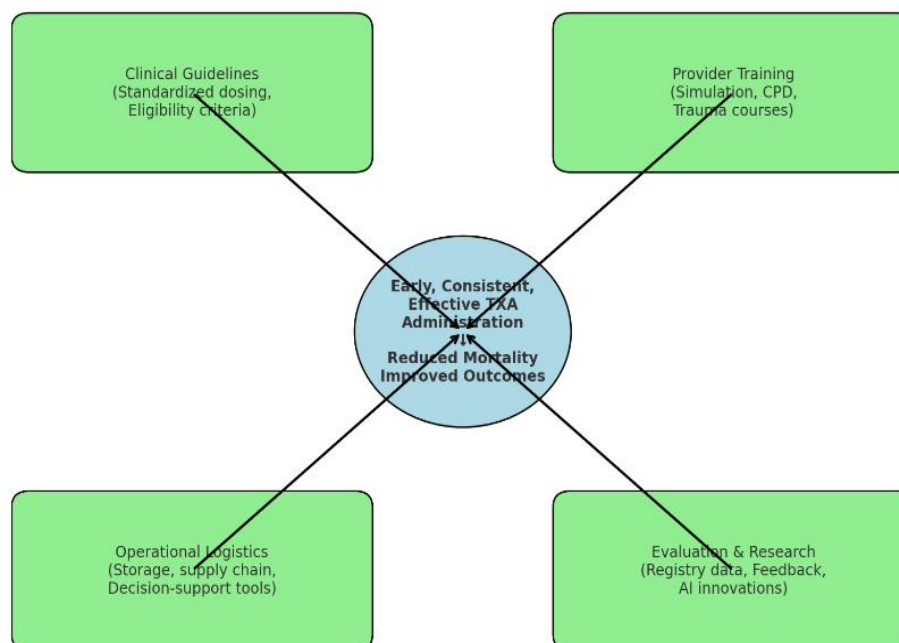 Clinical Guidelines
(Standardized dosing,
Eligibility criteria)
Provider Training
(Simulation, CPD,
Trauma courses)
Early, Consistent,
Effective TXA
Administration
↓
Reduced Mortality
Improved Outcomes
Operational Logistics
(Storage, supply chain,
Decision-support tools)
Evaluation & Research
(Registry data, Feedback,
AI innovations)